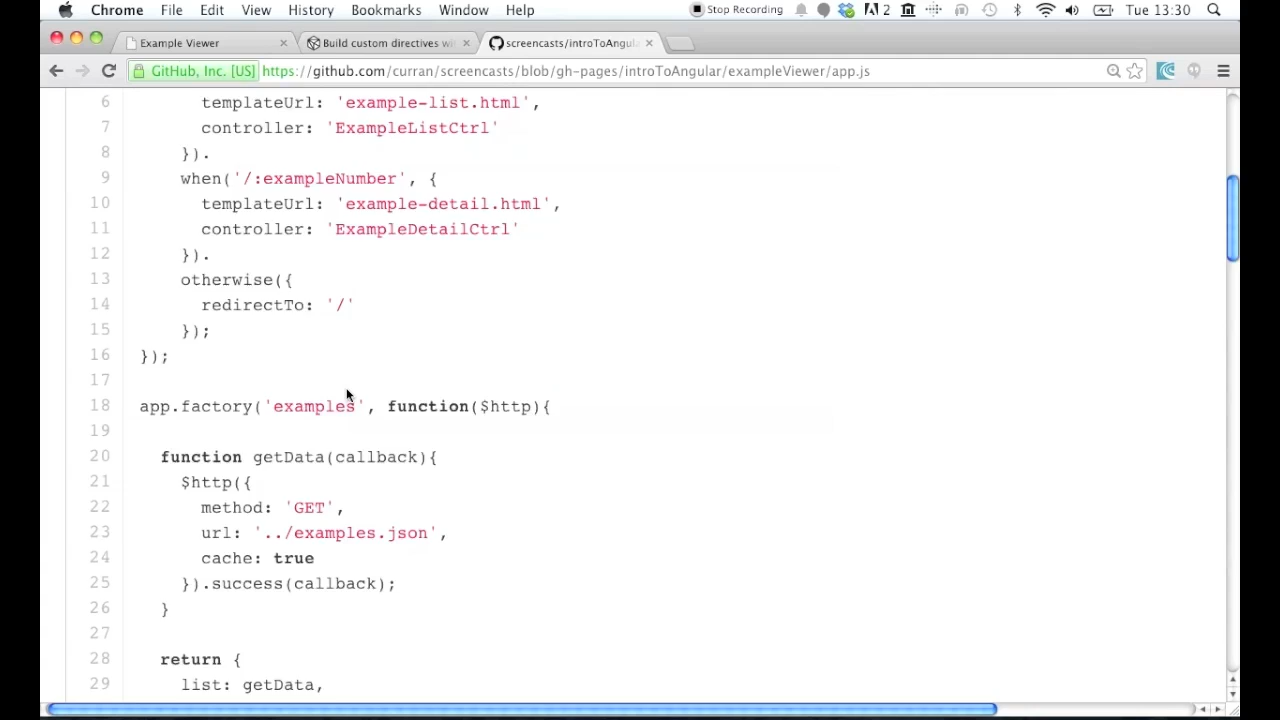 Chrome File Edit View History Bookmarks Window Help Stop Recording 2 Tue 13:30
Example Viewer Build custom directives wi screencasts/introToAngula
GitHub, Inc. [US] https://github.com/curran/screencasts/blob/gh-pages/introToAngular/exampleViewer/app.js
6 templateUrl: 'example-list.html',
7 controller: 'ExampleListCtrl'
8 }).
9 when('/:exampleNumber', {
10 templateUrl: 'example-detail.html',
11 controller: 'ExampleDetailCtrl'
12 }).
13 otherwise({
14 redirectTo: '/'
15 });
16 });
17
18 app.factory('examples', function($http){
19
20 function getData(callback){
21 $http({
22 method: 'GET',
23 url: '../examples.json',
24 cache: true
25 }).success(callback);
26 }
27
28 return {
29 list: getData,